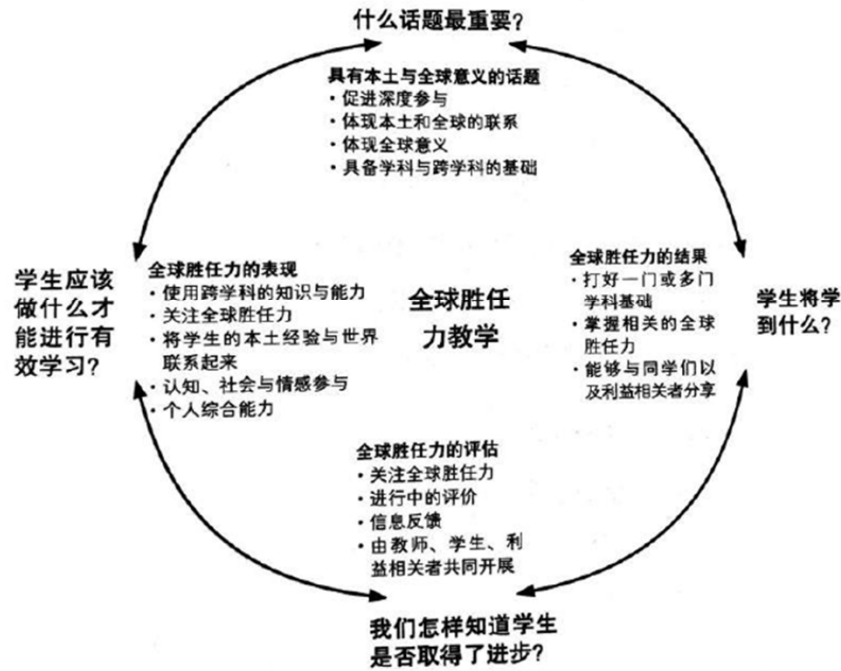 什么话题最重要？
具有本土与全球意义的话题
·促进深度参与
·体现本土和全球的联系
·体现全球意义
·具备学科与跨学科的基础
学生应该
做什么才
能进行有
效学习？
全球胜任力的表现
·使用跨学科的知识与能力
·关注全球胜任力
·将学生的本土经验与世界
联系起来
·认知、社会与情感参与
·个人综合能力
全球胜任
力教学
全球胜任力的结果
·打好一门或多门
学科基础
·掌握相关的全球
胜任力
·能够与同学们以
及利益相关者分享
学生将学
到什么？
全球胜任力的评估
·关注全球胜任力
·进行中的评价
·信息反馈
·由教师、学生、利
益相关者共同开展
我们怎样知道学生
是否取得了进步？